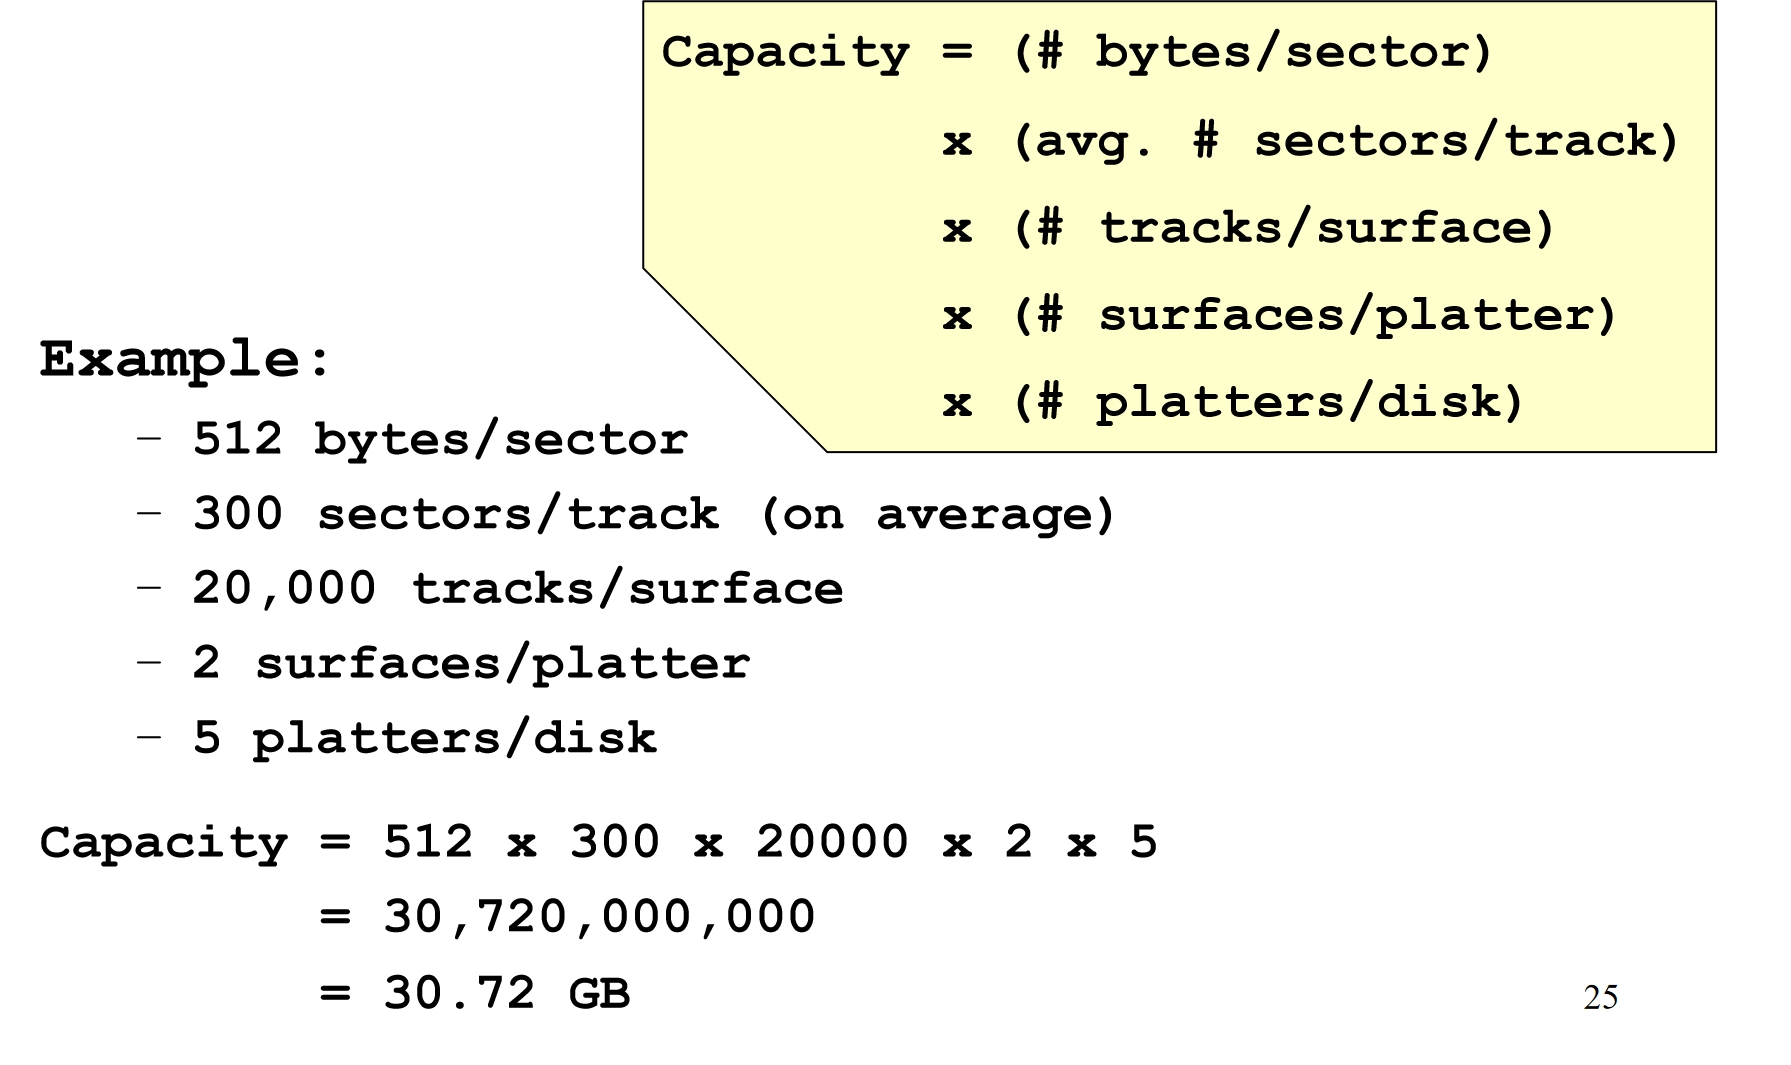 Capacity = (# bytes/sector)
x (avg. # sectors/track)
x (# tracks/surface)
x (# surfaces/platter)
x (# platters/disk)
Example:
– 512 bytes/sector
– 300 sectors/track (on average)
– 20,000 tracks/surface
– 2 surfaces/platter
– 5 platters/disk
Capacity = 512 x 300 x 20000 x 2 x 5
= 30,720,000,000
= 30.72 GB
25